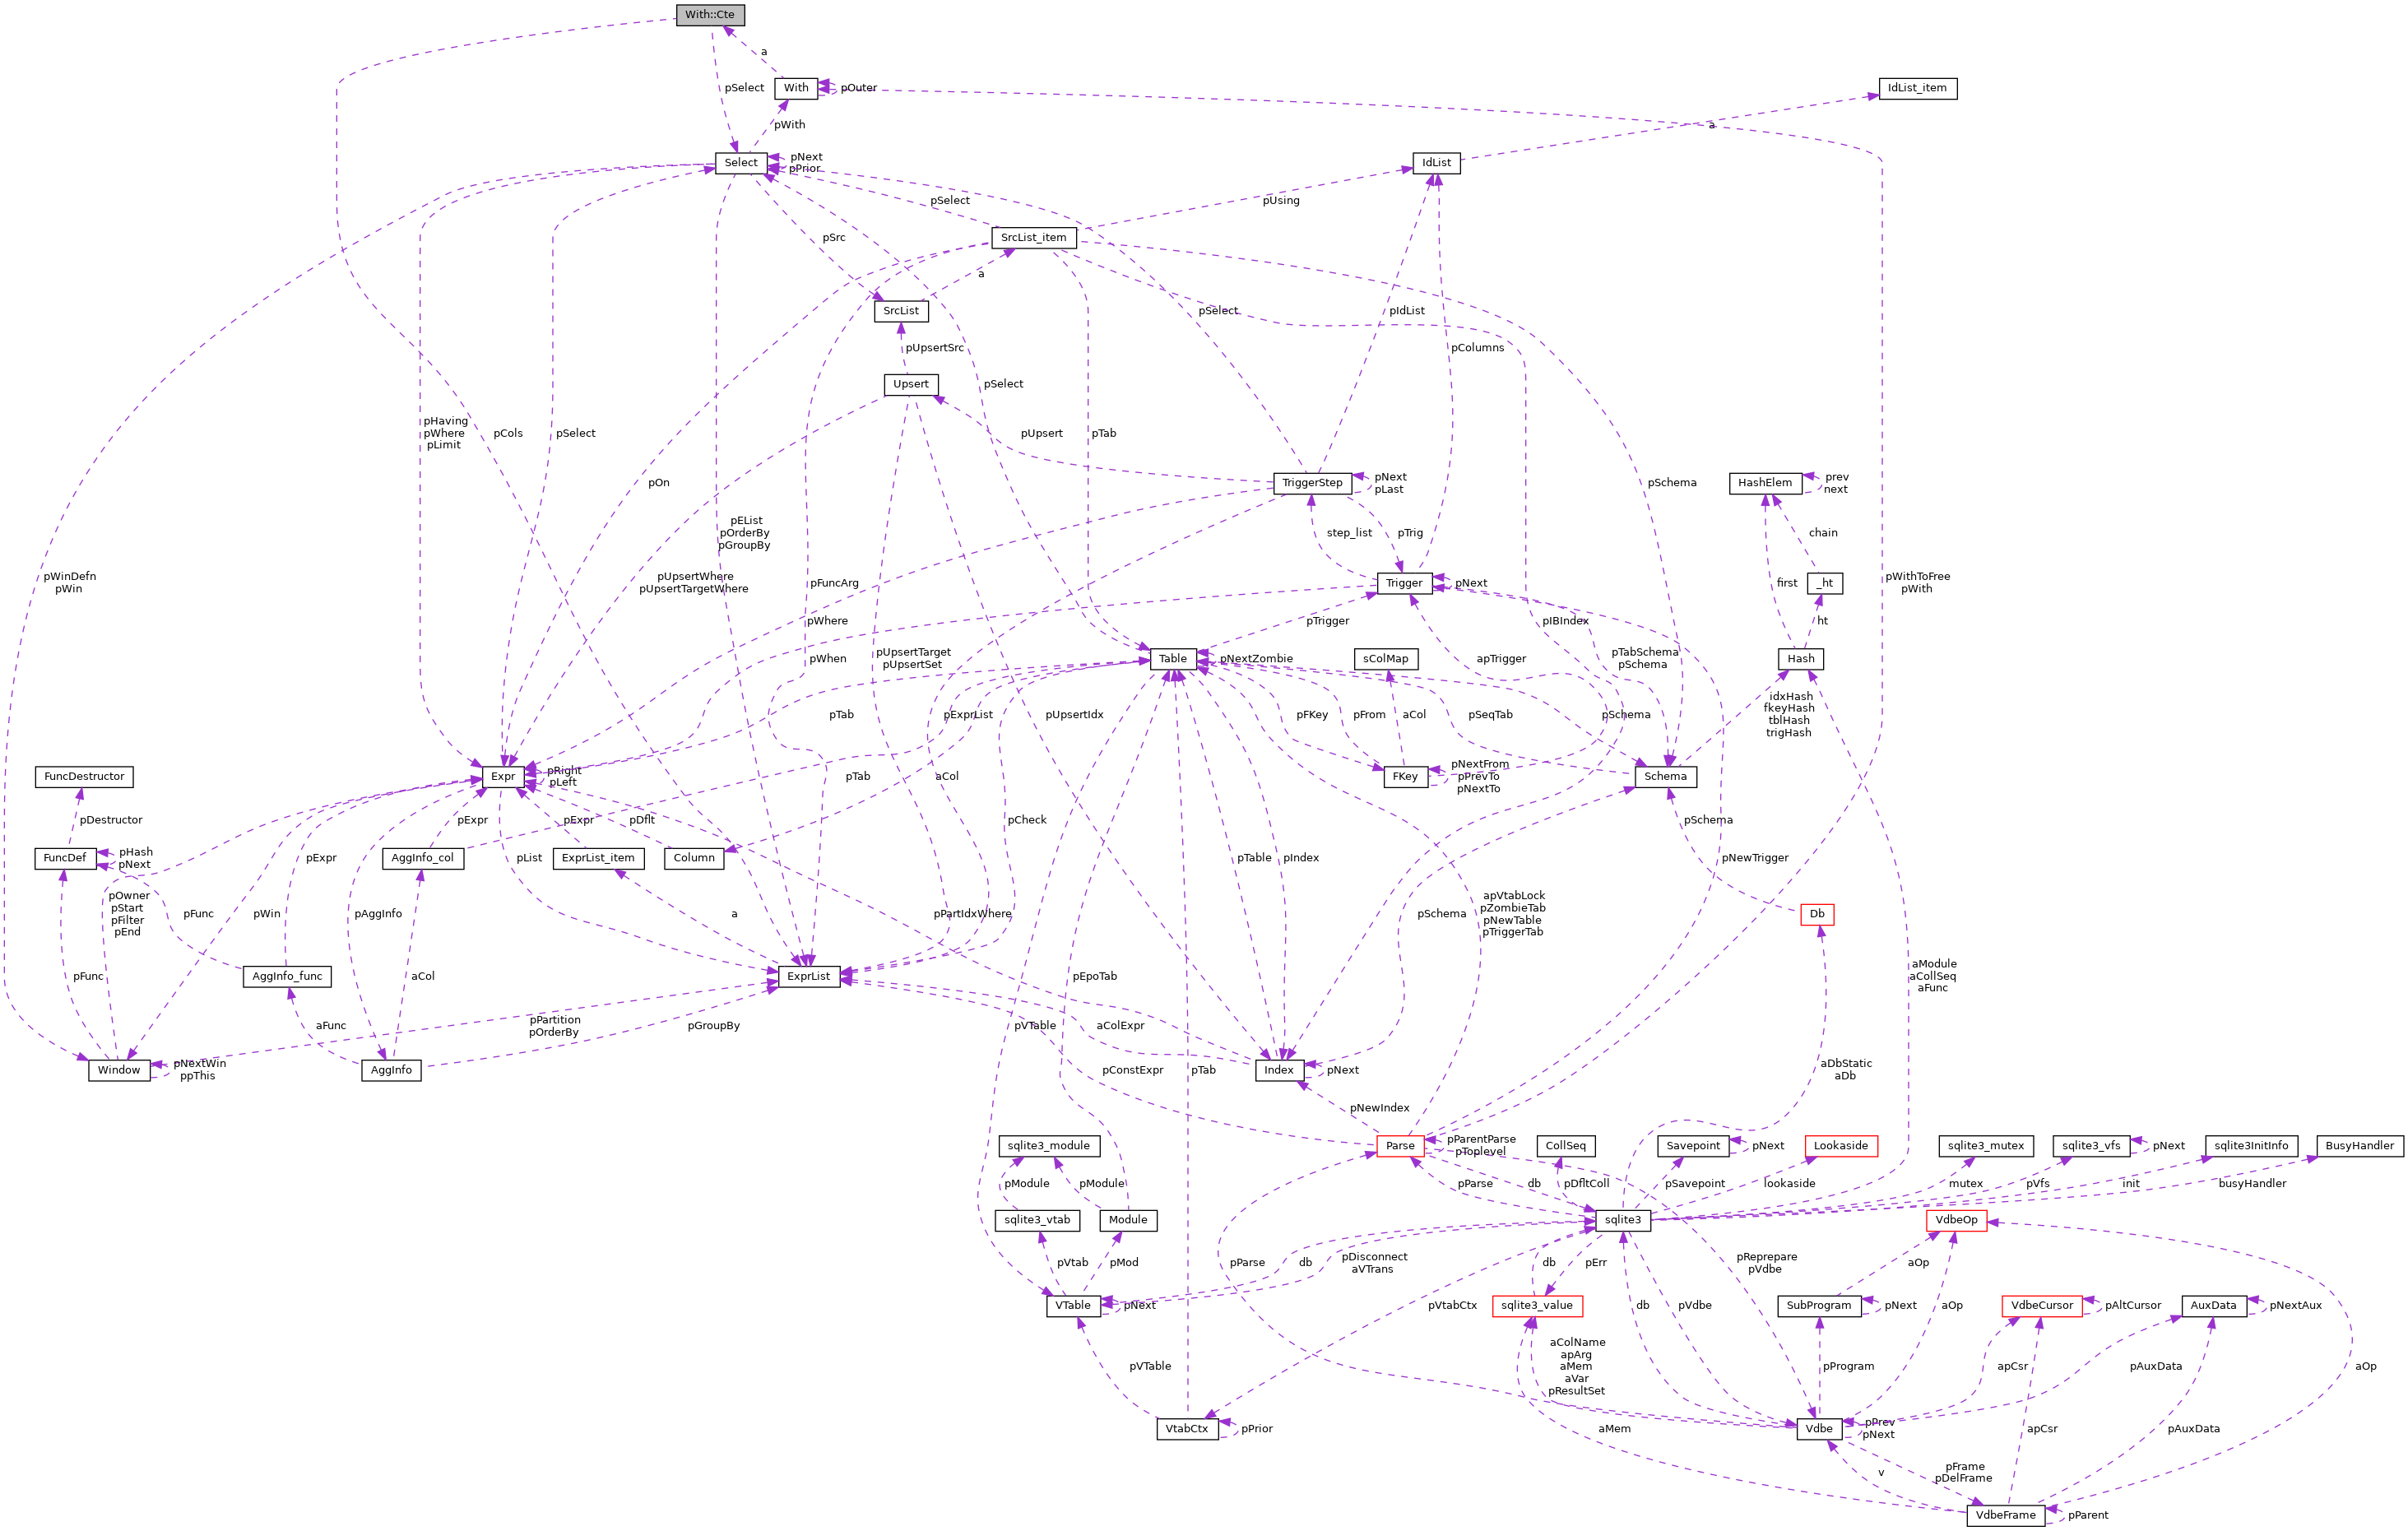 With::Cte
a
With
pOuter
IdList_item
pSelect
pWith
a
Select
pNext
pPrior
IdList
pSelect
pUsing
SrcList_item
pSrc
a
SrcList
pSelect
pIdList
pUpsertSrc
pColumns
Upsert
pSelect
pHaving
pWhere
pLimit
pSelect
pCols
pUpsert
pTab
pOn
TriggerStep
pNext
pLast
pSchema
HashElem
prev
next
pEList
pOrderBy
pGroupBy
step_list
pTrig
chain
pWinDefn
pWin
pUpsertWhere
pUpsertTargetWhere
pFuncArg
Trigger
pNext
first
_ht
pWithToFree
pWith
pWhere
pTrigger
pIBIndex
ht
pUpsertTarget
pUpsertSet
pWhen
Table
pNextZombie
sColMap
apTrigger
pTabSchema
pSchema
Hash
pTab
pExprList
pUpsertIdx
pFKey
pFrom
aCol
pSeqTab
pSchema
idxHash
fkeyHash
tblHash
trigHash
FuncDestructor
Expr
pRight
pLeft
pTab
aCol
FKey
pNextFrom
pPrevTo
pNextTo
Schema
pDestructor
pExpr
pExpr
pDflt
pCheck
pSchema
FuncDef
pHash
pNext
pExpr
AggInfo_col
pList
ExprList_item
Column
pTable
pIndex
pNewTrigger
pOwner
pStart
pFilter
pEnd
pFunc
pWin
pAggInfo
a
pPartIdxWhere
pSchema
apVtabLock
pZombieTab
pNewTable
pTriggerTab
Db
pFunc
AggInfo_func
aCol
ExprList
pEpoTab
aModule
aCollSeq
aFunc
aFunc
pGroupBy
pPartition
pOrderBy
pVTable
aColExpr
Window
pNextWin
ppThis
AggInfo
pConstExpr
pTab
Index
pNext
aDbStatic
aDb
pNewIndex
sqlite3_module
Parse
pParentParse
pToplevel
CollSeq
Savepoint
pNext
Lookaside
sqlite3_mutex
sqlite3_vfs
pNext
sqlite3InitInfo
BusyHandler
pModule
pModule
pParse
db
pDfltColl
pSavepoint
lookaside
mutex
pVfs
init
busyHandler
sqlite3_vtab
Module
sqlite3
VdbeOp
pVtab
pMod
pParse
db
pDisconnect
aVTrans
db
pErr
pReprepare
pVdbe
aOp
VTable
pNext
pVtabCtx
sqlite3_value
db
pVdbe
SubProgram
pNext
aOp
VdbeCursor
pAltCursor
AuxData
pNextAux
pVTable
aColName
apArg
aMem
aVar
pResultSet
pProgram
apCsr
pAuxData
aOp
VtabCtx
pPrior
aMem
Vdbe
pPrev
pNext
apCsr
pAuxData
pFrame
pDelFrame
v
VdbeFrame
pParent